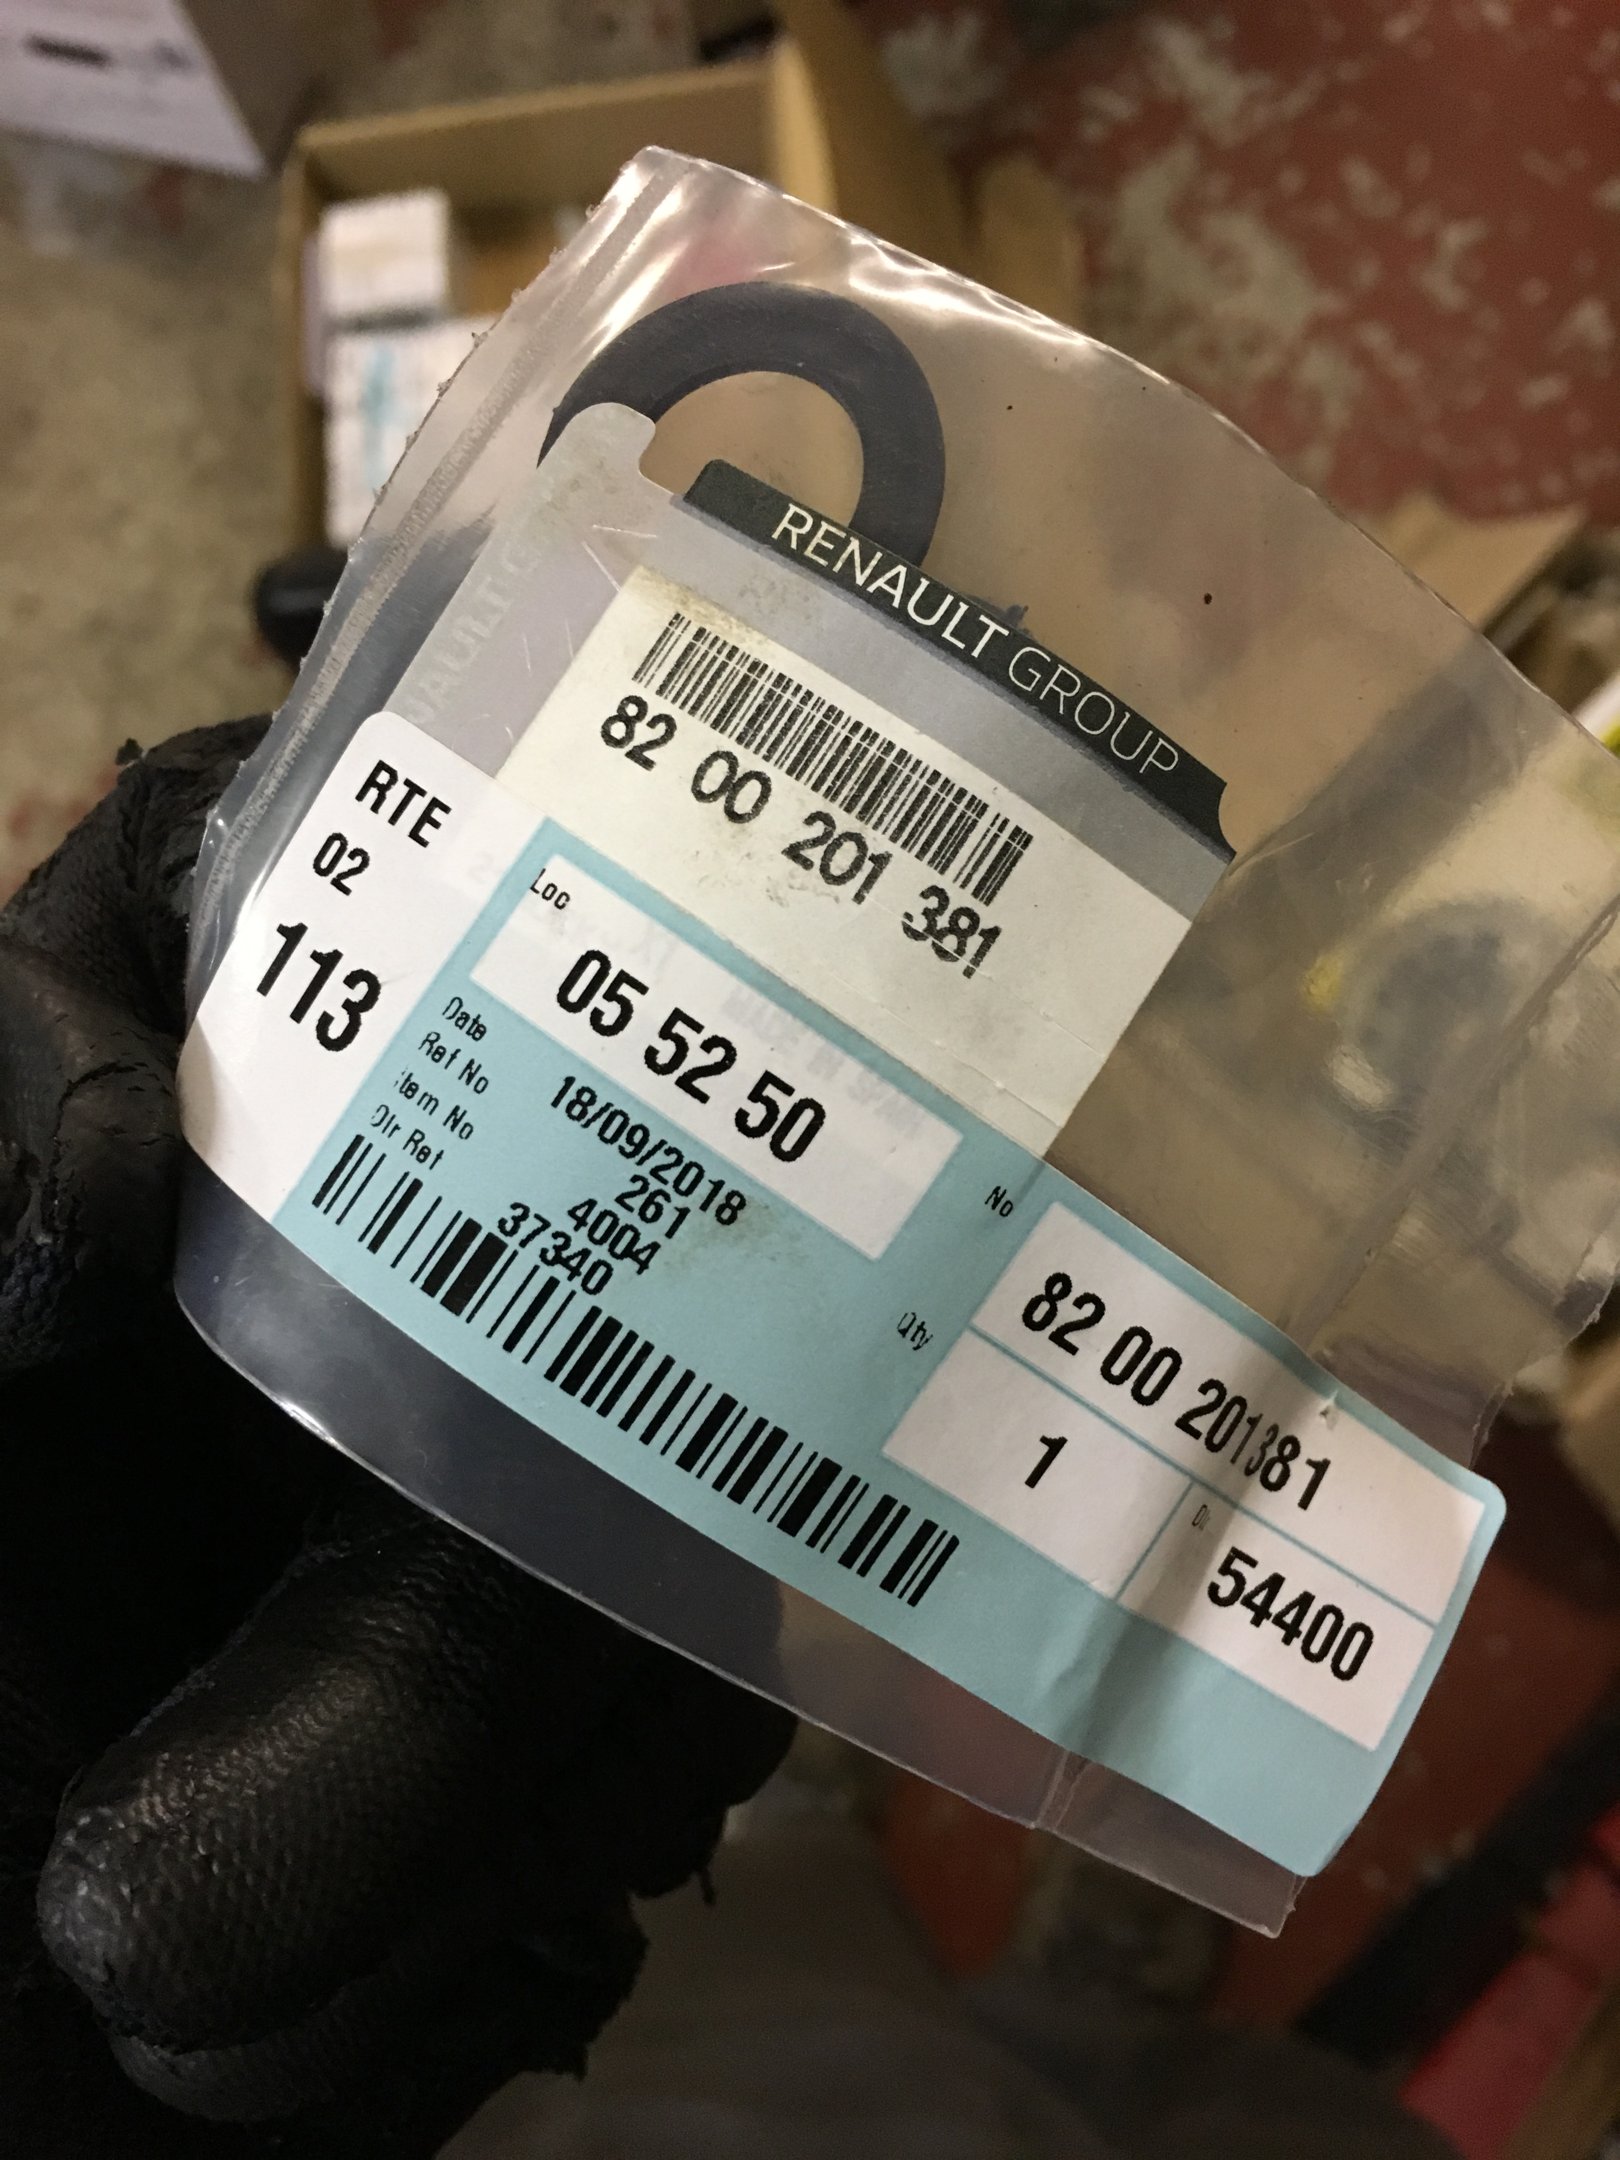 RENAULT GROUP
82 00 201 381
RTE
02
113
Loc
05 52 50
Date 18/09/2018
Ref No 261
Item No 4004
Dlr Ref 37340
No
82 00 201381
Qty
1
54400